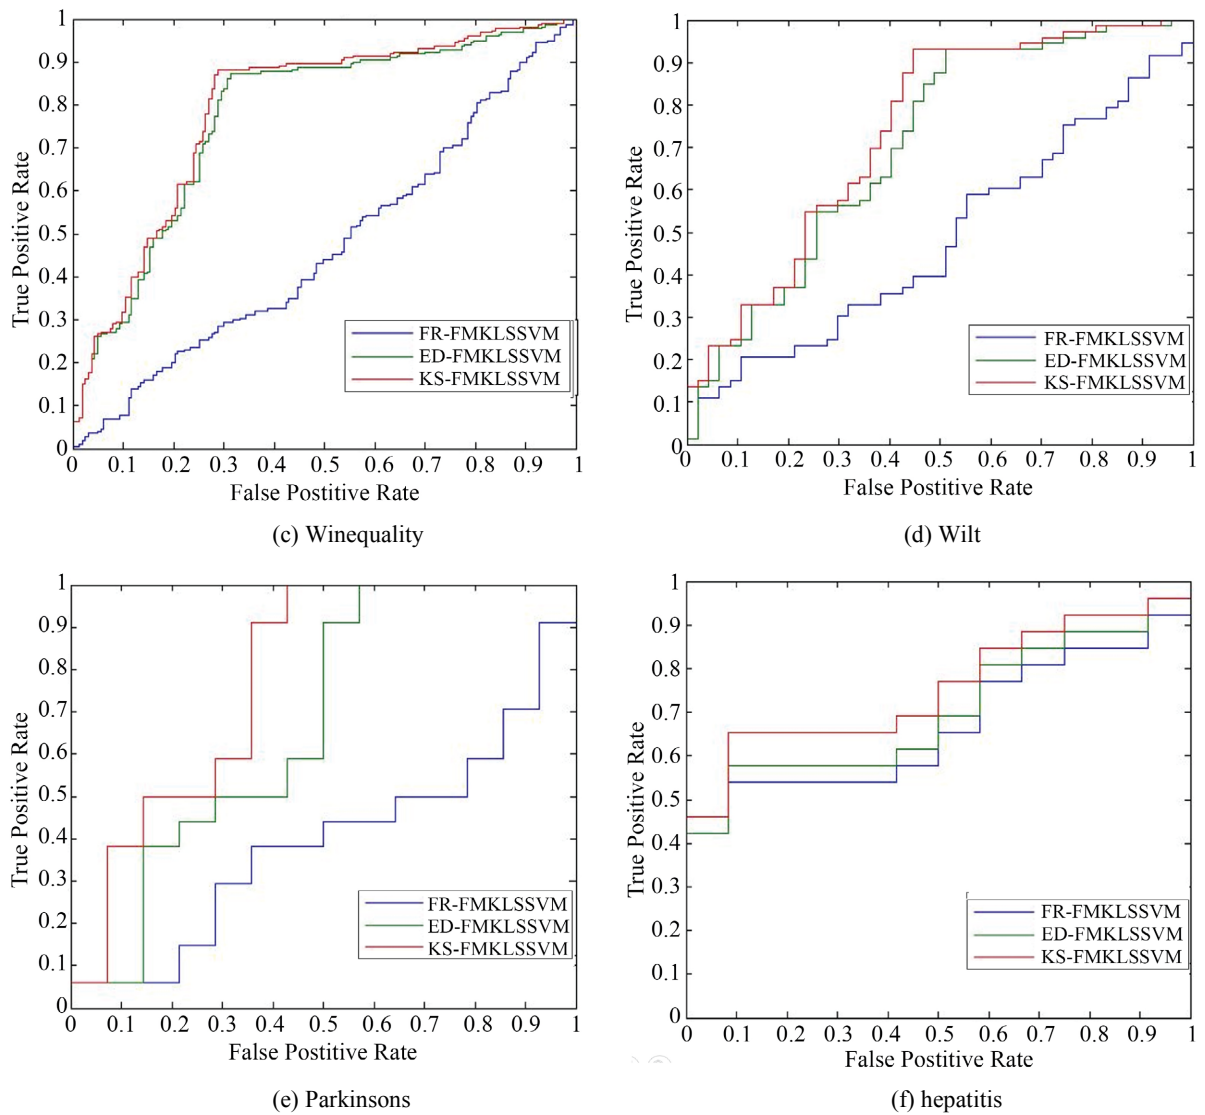 1
0.9
0.8
0.7
0.6
0.5
0.4
0.3
0.2
0.1
0
True Positive Rate
FR-FMKLSSVM
ED-FMKLSSVM
KS-FMKLSSVM
0 0.1 0.2 0.3 0.4 0.5 0.6 0.7 0.8 0.9 1
False Postitive Rate
(c) Winequality
1
0.9
0.8
0.7
0.6
0.5
0.4
0.3
0.2
0.1
0
True Positive Rate
FR-FMKLSSVM
ED-FMKLSSVM
KS-FMKLSSVM
0 0.1 0.2 0.3 0.4 0.5 0.6 0.7 0.8 0.9 1
False Postitive Rate
(d) Wilt
1
0.9
0.8
0.7
0.6
0.5
0.4
0.3
0.2
0.1
0
True Positive Rate
FR-FMKLSSVM
ED-FMKLSSVM
KS-FMKLSSVM
0 0.1 0.2 0.3 0.4 0.5 0.6 0.7 0.8 0.9 1
False Postitive Rate
(e) Parkinsons
1
0.9
0.8
0.7
0.6
0.5
0.4
0.3
0.2
0.1
0
True Positive Rate
FR-FMKLSSVM
ED-FMKLSSVM
KS-FMKLSSVM
0 0.1 0.2 0.3 0.4 0.5 0.6 0.7 0.8 0.9 1
False Postitive Rate
(f) hepatitis